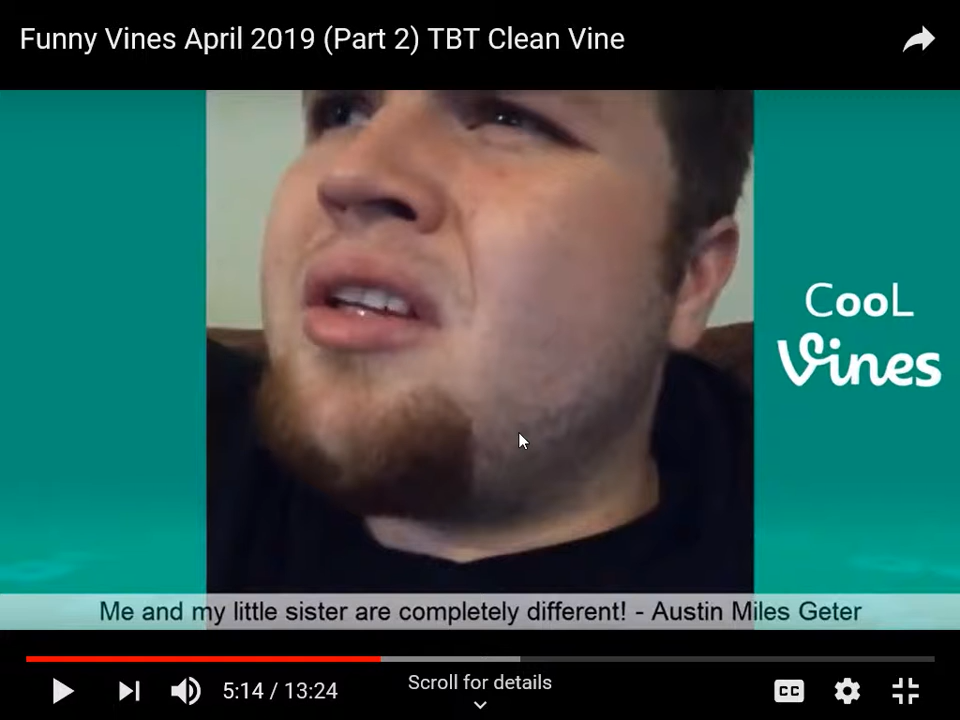 Funny Vines April 2019 (Part 2) TBT Clean Vine
CooL
Vines
Me and my little sister are completely different! - Austin Miles Geter
5:14 / 13:24
Scroll for details
CC